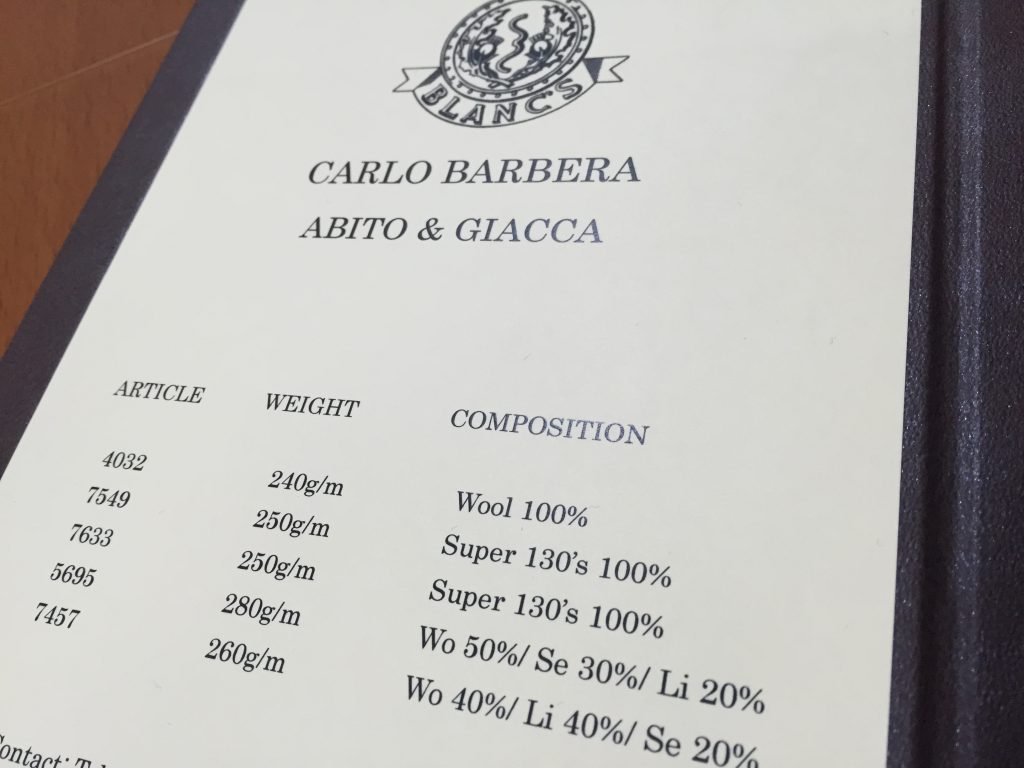 BLANC'S
CARLO BARBERA
ABITO & GIACCA
ARTICLE WEIGHT COMPOSITION
4032 240g/m Wool 100%
7549 250g/m Super 130's 100%
7633 250g/m Super 130's 100%
5695 280g/m Wo 50%/ Se 30%/ Li 20%
7457 260g/m Wo 40%/ Li 40%/ Se 20%
Contact: